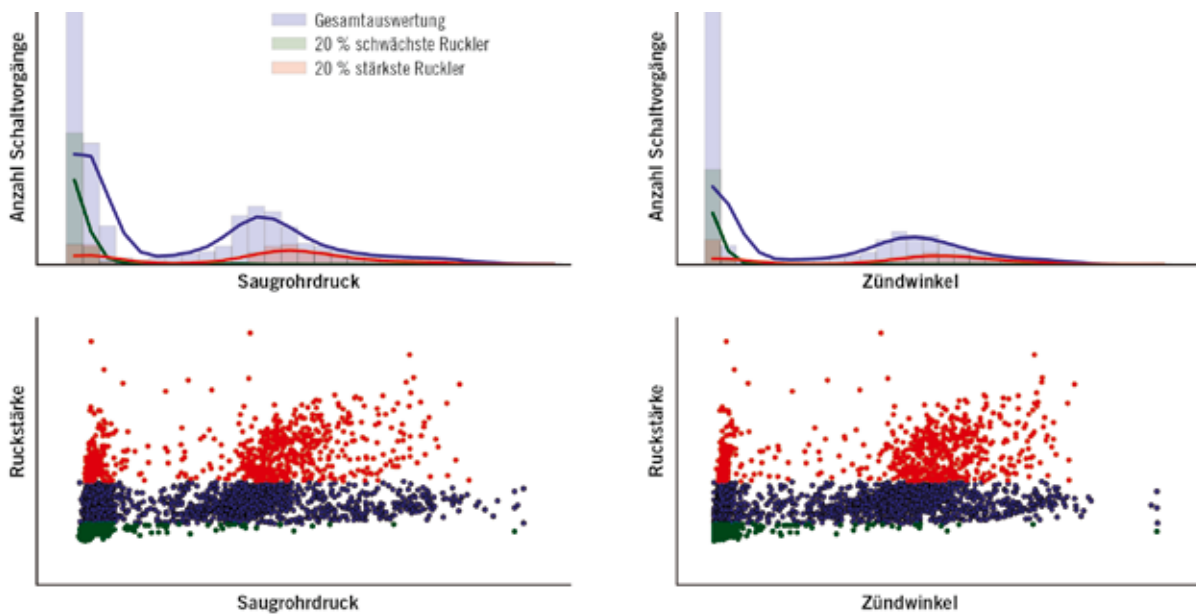 Anzahl Schaltvorgänge
Gesamtauswertung
20 % schwächste Ruckler
20 % stärkste Ruckler
Saugrohrdruck
Anzahl Schaltvorgänge
Zündwinkel
Ruckstärke
Saugrohrdruck
Ruckstärke
Zündwinkel